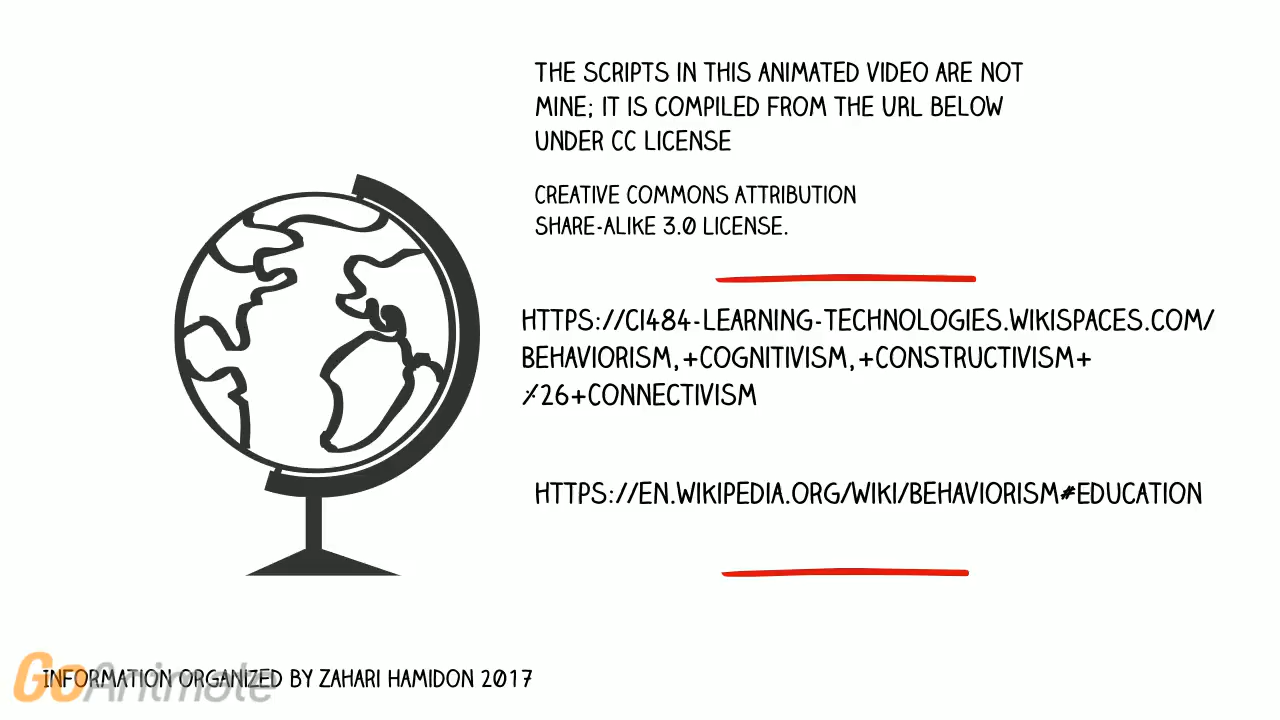 THE SCRIPTS IN THIS ANIMATED VIDEO ARE NOT
MINE; IT IS COMPILED FROM THE URL BELOW
UNDER CC LICENSE
CREATIVE COMMONS ATTRIBUTION
SHARE-ALIKE 3.0 LICENSE.
HTTPS://CI484-LEARNING-TECHNOLOGIES.WIKISPACES.COM/
BEHAVIORISM,+COGNITIVISM,+CONSTRUCTIVISM+
%26+CONNECTIVISM
HTTPS://EN.WIKIPEDIA.ORG/WIKI/BEHAVIORISM#EDUCATION
INFORMATION ORGANIZED BY ZAHARI HAMIDON 2017
GoAnimate